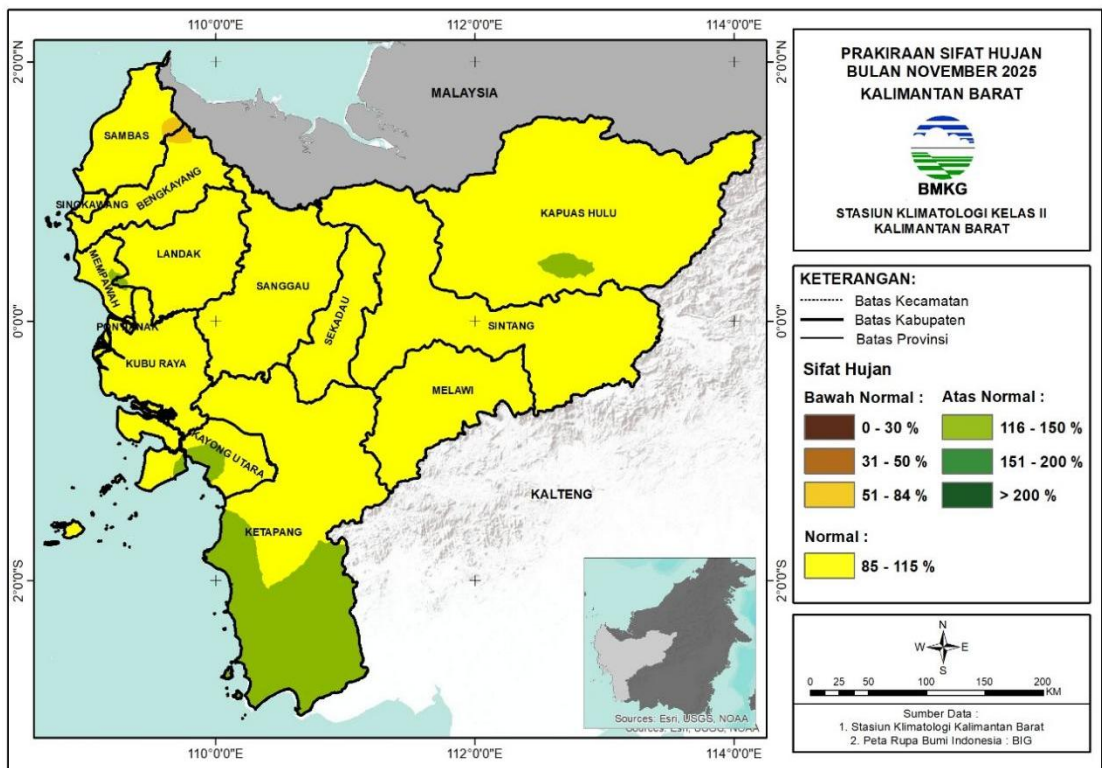 110°0'0"E
112°0'0"E
114°0'0"E
2°0'0"N
2°0'0"N
0°0'0"
0°0'0"
2°0'0"S
2°0'0"S
MALAYSIA
SAMBAS
SINGKAWANG
BENGKAYANG
KAPUAS HULU
LANDAK
MEMPAWAH
SANGGAU
SEKADAU
SINTANG
PONTIANAK
KUBU RAYA
MELAWI
KAYONG UTARA
KETAPANG
KALTENG
Sources: Esri, USGS, NOAA
Sources: Esri, USGS, NOAA
110°0'0"E
112°0'0"E
114°0'0"E
PRAKIRAAN SIFAT HUJAN
BULAN NOVEMBER 2025
KALIMANTAN BARAT
BMKG
STASIUN KLIMATOLOGI KELAS II
KALIMANTAN BARAT
KETERANGAN:
Batas Kecamatan
Batas Kabupaten
Batas Provinsi
Sifat Hujan
Bawah Normal : Atas Normal :
0 - 30 % 116 - 150 %
31 - 50 % 151 - 200 %
51 - 84 % > 200 %
Normal :
85 - 115 %
N
W E
S
0 25 50 100 150 200
KM
Sumber Data :
1. Stasiun Klimatologi Kalimantan Barat
2. Peta Rupa Bumi Indonesia : BIG